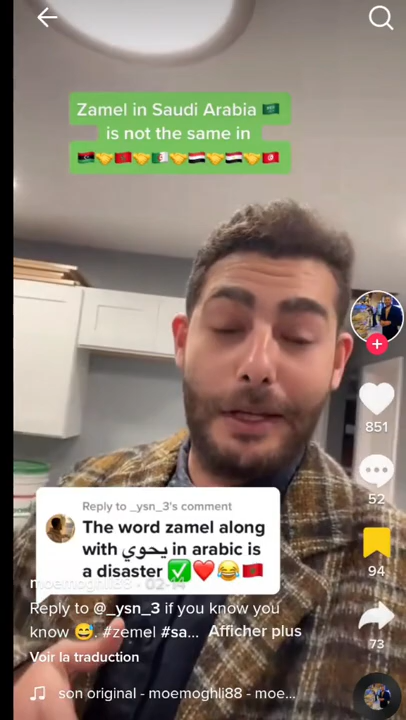 Zamel in Saudi Arabia 🇸🇦
is not the same in
🇱🇾🤝🇲🇦🤝🇩🇿🤝🇪🇬🤝🇾🇪🤝🇹🇳
851
Reply to _ysn_3's comment
The word zamel along
with يحوي in arabic is
a disaster ✅❤️😂🇲🇦
52
moemoghli88 · 02-14
94
Reply to @_ysn_3 if you know you
know 😅. #zemel #sa... Afficher plus
73
Voir la traduction
son original - moemoghli88 - moe...